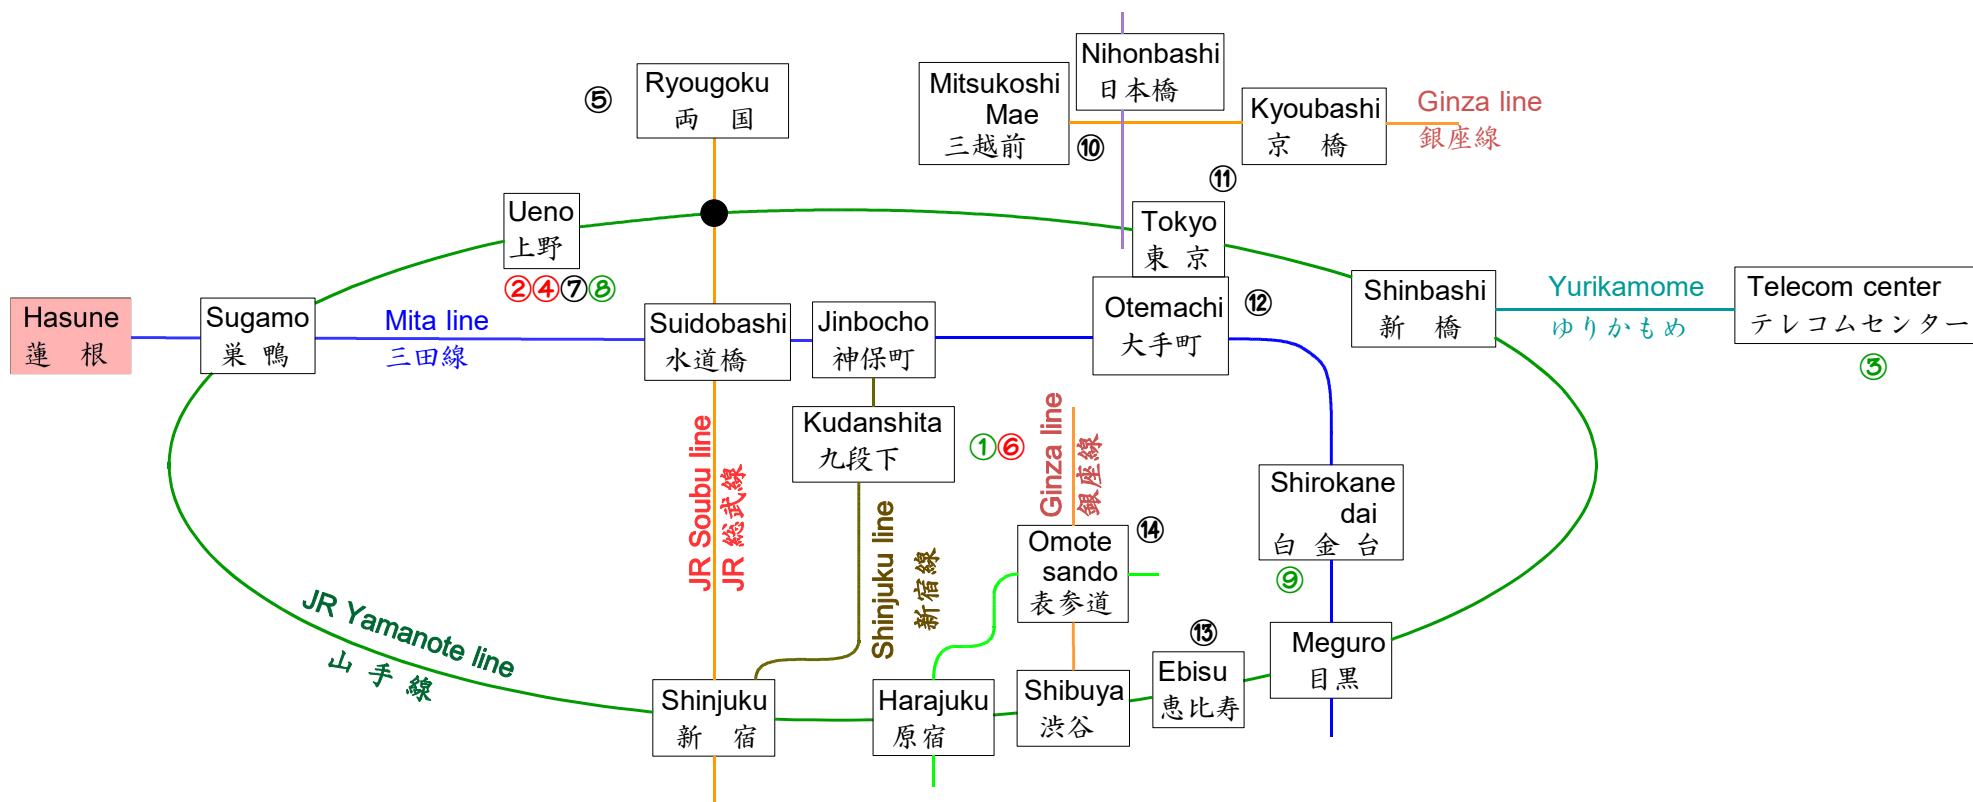 Nihonbashi
日本橋
Ryougoku
両 国
⑤
Mitsukoshi
Mae
三越前
⑩
Kyoubashi
京 橋
Ginza line
銀座線
⑪
Ueno
上野
②④⑦⑧
Tokyo
東 京
Hasune
蓮 根
Sugamo
巣 鴨
Mita line
三田線
Suidobashi
水道橋
Jinbocho
神保町
Otemachi
大手町
⑫
Shinbashi
新 橋
Yurikamome
ゆりかもめ
Telecom center
テレコムセンター
③
Kudanshita
九段下
①⑥
JR Soubu line
JR 総武線
Ginza line
銀座線
Shinjuku line
新宿線
Omote
sando
表参道
⑭
Shirokane
dai
白 金 台
⑨
JR Yamanote line
山 手 線
Shinjuku
新 宿
Harajuku
原宿
Shibuya
渋谷
⑬
Ebisu
恵比寿
Meguro
目黒